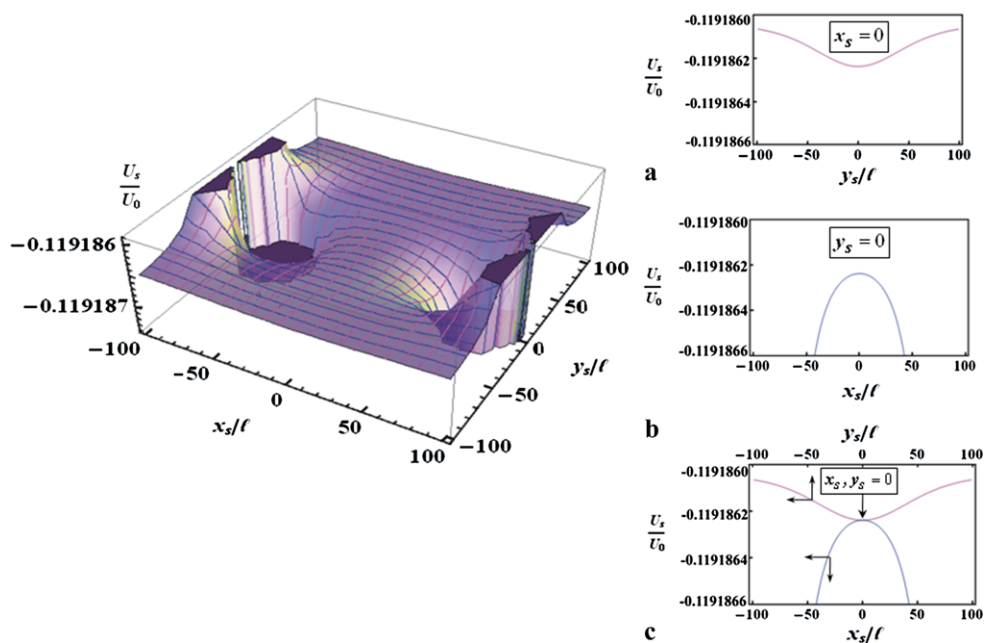 U_s/U_0
−0.119186
−0.119187
−100
−50
0
50
100
x_s/ℓ
−100
−50
0
50
100
y_s/ℓ
a
U_s/U_0
-0.1191860
-0.1191862
-0.1191864
-0.1191866
x_s = 0
−100 −50 0 50 100
y_s/ℓ
b
U_s/U_0
-0.1191860
-0.1191862
-0.1191864
-0.1191866
y_s = 0
−100 −50 0 50 100
x_s/ℓ
c
y_s/ℓ
−100 −50 0 50 100
U_s/U_0
-0.1191860
-0.1191862
-0.1191864
-0.1191866
x_s, y_s = 0
−100 −50 0 50 100
x_s/ℓ